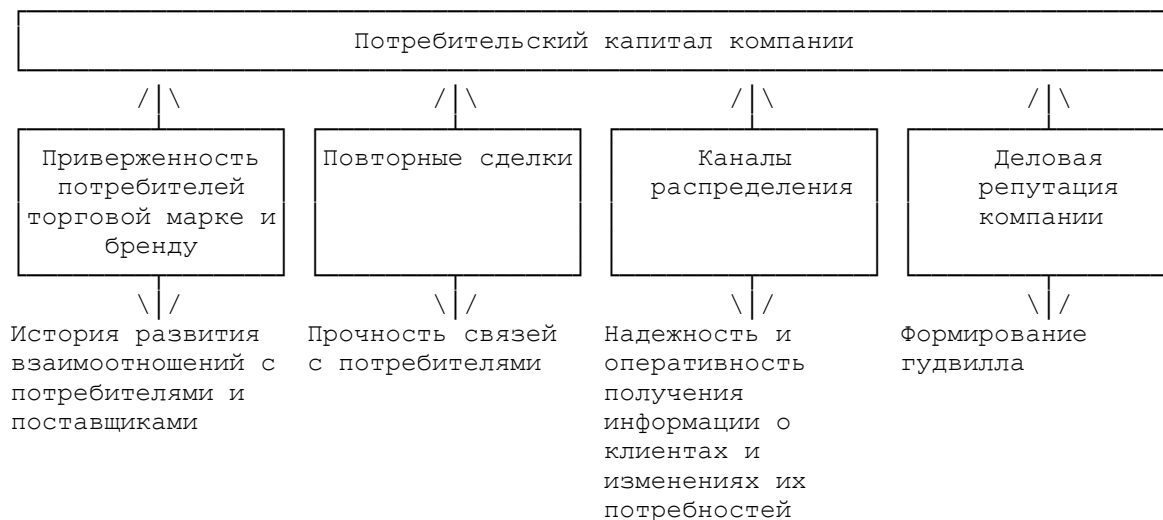 Потребительский капитал компании
Приверженность
потребителей
торговой марке и
бренду
Повторные сделки
Каналы
распределения
Деловая
репутация
компании
История развития
взаимоотношений с
потребителями и
поставщиками
Прочность связей
с потребителями
Надежность и
оперативность
получения
информации о
клиентах и
изменениях их
потребностей
Формирование
гудвилла